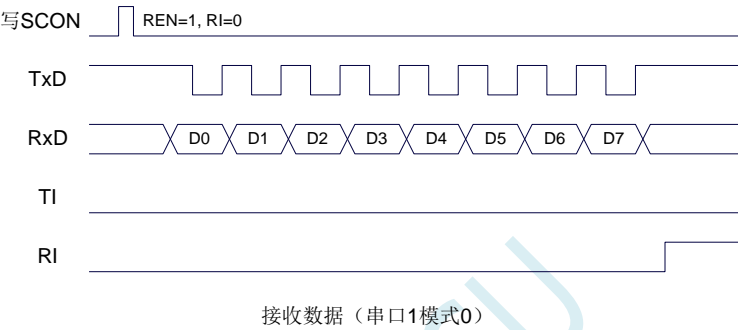 写SCON REN=1, RI=0
TxD
RxD D0 D1 D2 D3 D4 D5 D6 D7
TI
RI
接收数据（串口1模式0）